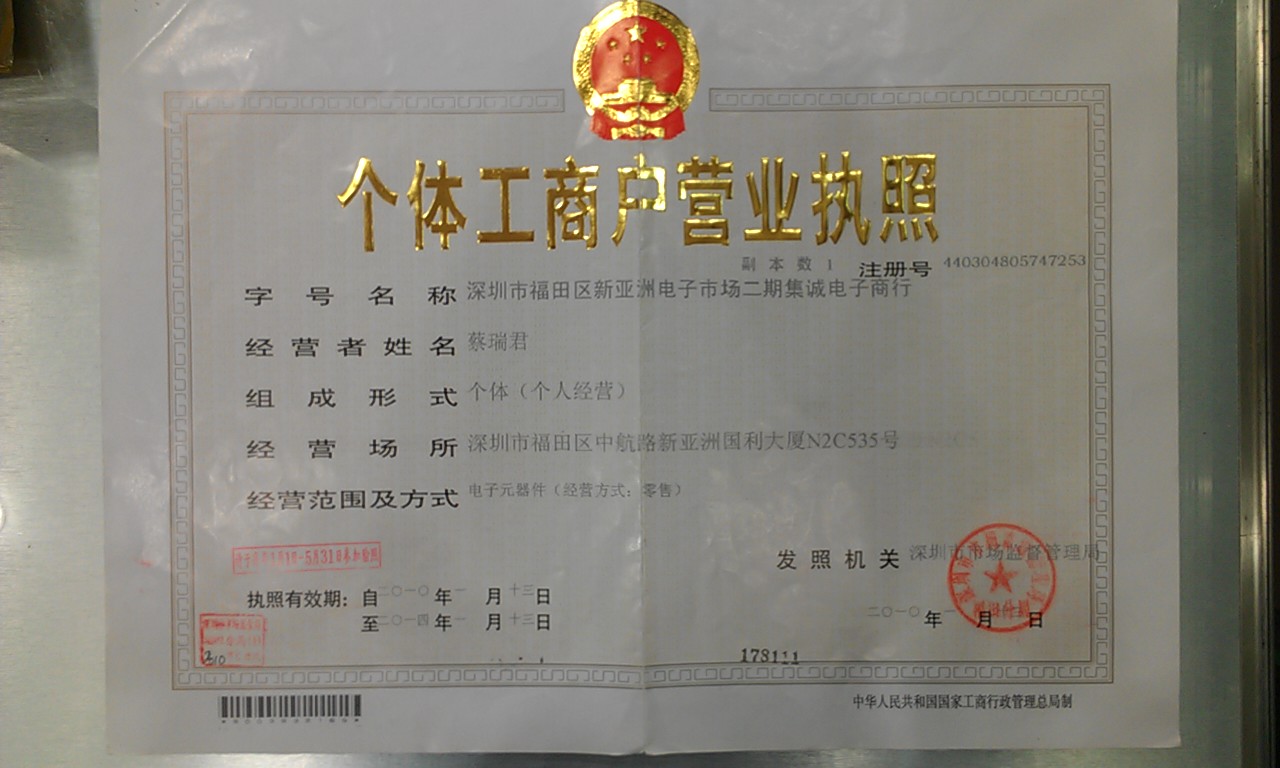 个体工商户营业执照
副本数 1 注册号 440304805747253
字号名称 深圳市福田区新亚洲电子市场二期集诚电子商行
经营者姓名 蔡瑞君
组成形式 个体（个人经营）
经营场所 深圳市福田区中航路新亚洲国利大厦N2C535号
经营范围及方式 电子元器件（经营方式：零售）
发照机关 深圳市市场监督管理局
执照有效期：自二〇一〇年一月十三日
至二〇一四年一月十三日
二〇一〇年一月 日
中华人民共和国国家工商行政管理总局制